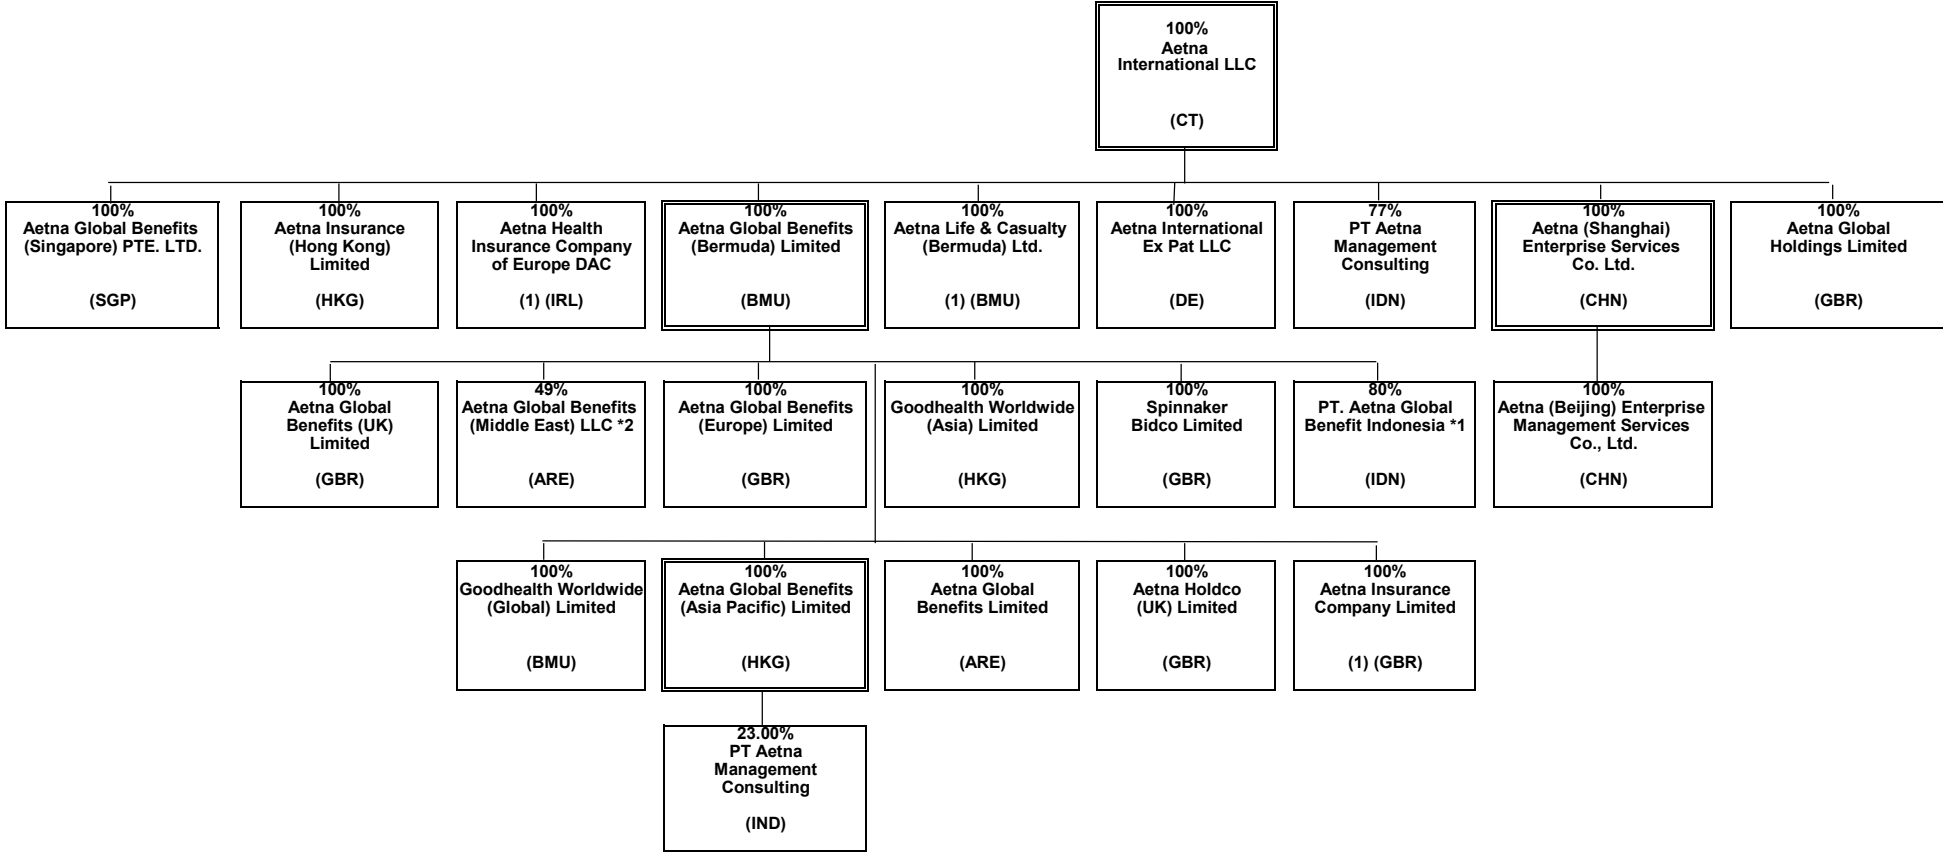 100%
Aetna
International LLC
(CT)
100%
Aetna Global Benefits
(Singapore) PTE. LTD.
(SGP)
100%
Aetna Insurance
(Hong Kong)
Limited
(HKG)
100%
Aetna Health
Insurance Company
of Europe DAC
(1) (IRL)
100%
Aetna Global Benefits
(Bermuda) Limited
(BMU)
100%
Aetna Life & Casualty
(Bermuda) Ltd.
(1) (BMU)
100%
Aetna International
Ex Pat LLC
(DE)
77%
PT Aetna
Management
Consulting
(IDN)
100%
Aetna (Shanghai)
Enterprise Services
Co. Ltd.
(CHN)
100%
Aetna Global
Holdings Limited
(GBR)
100%
Aetna Global
Benefits (UK)
Limited
(GBR)
49%
Aetna Global Benefits
(Middle East) LLC *2
(ARE)
100%
Aetna Global Benefits
(Europe) Limited
(GBR)
100%
Goodhealth Worldwide
(Asia) Limited
(HKG)
100%
Spinnaker
Bidco Limited
(GBR)
80%
PT. Aetna Global
Benefit Indonesia *1
(IDN)
100%
Aetna (Beijing) Enterprise
Management Services
Co., Ltd.
(CHN)
100%
Goodhealth Worldwide
(Global) Limited
(BMU)
100%
Aetna Global Benefits
(Asia Pacific) Limited
(HKG)
100%
Aetna Global
Benefits Limited
(ARE)
100%
Aetna Holdco
(UK) Limited
(GBR)
100%
Aetna Insurance
Company Limited
(1) (GBR)
23.00%
PT Aetna
Management
Consulting
(IND)